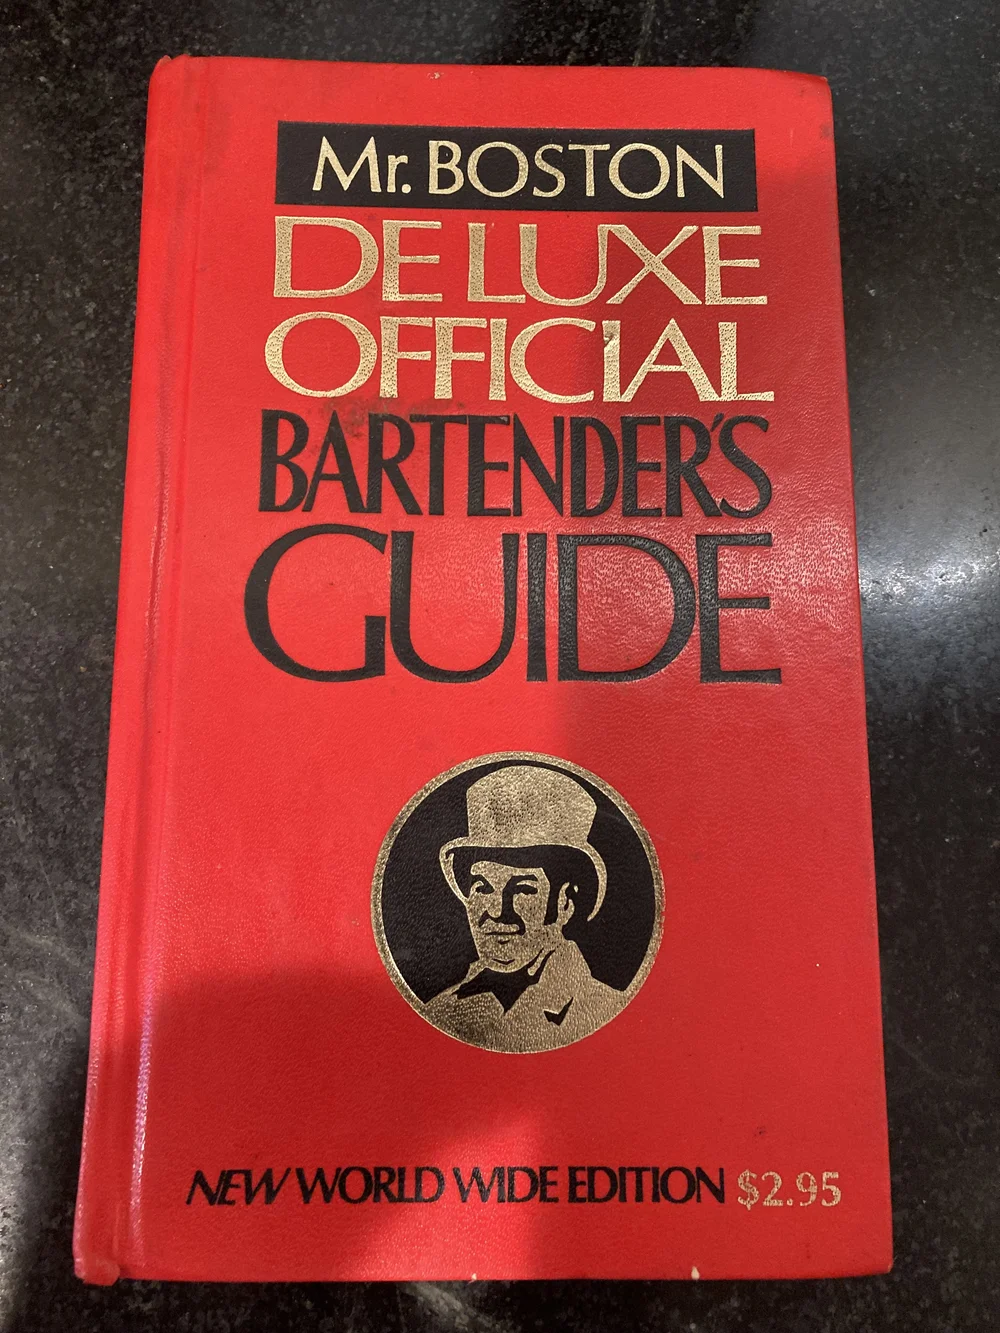 Mr. BOSTON
DE LUXE
OFFICIAL
BARTENDER'S
GUIDE
NEW WORLD WIDE EDITION $2.95